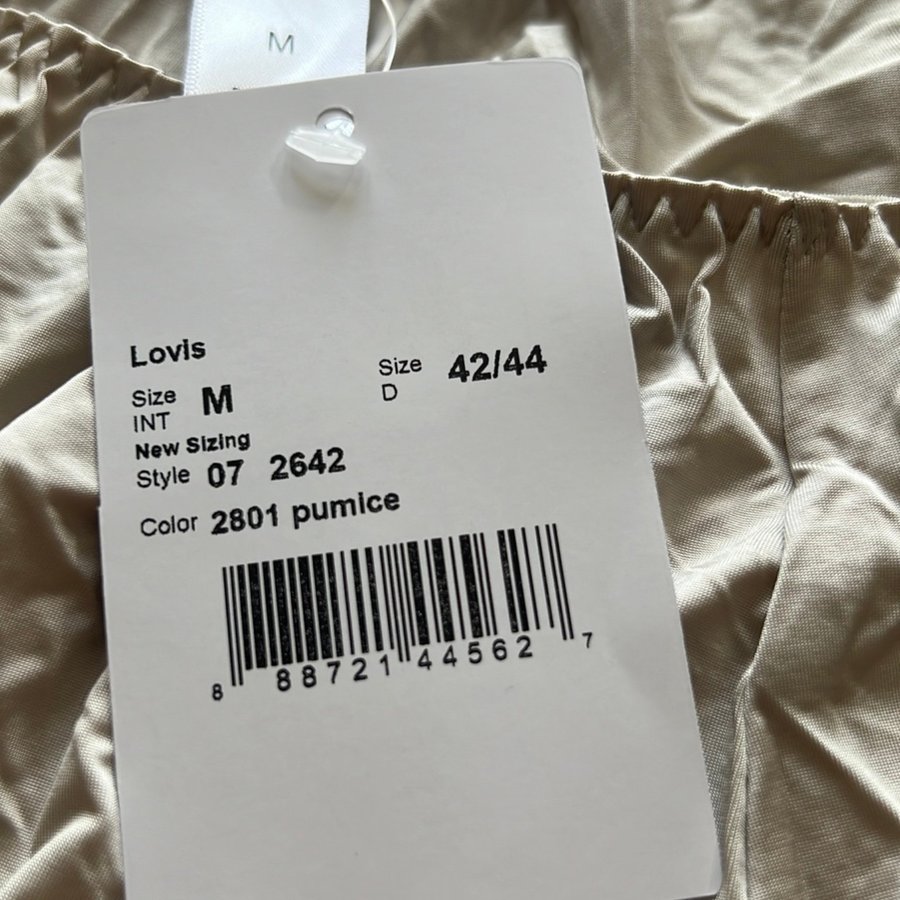 M
Lovis
Size INT M Size D 42/44
New Sizing
Style 07 2642
Color 2801 pumice
8 88721 44562 7